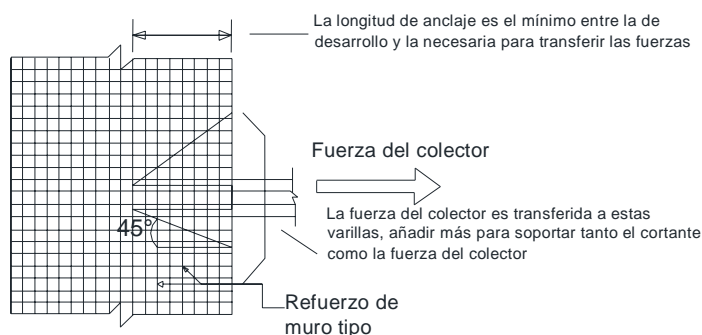 La longitud de anclaje es el mínimo entre la de
desarrollo y la necesaria para transferir las fuerzas
Fuerza del colector
La fuerza del colector es transferida a estas
varillas, añadir más para soportar tanto el cortante
como la fuerza del colector
45°
Refuerzo de
muro tipo